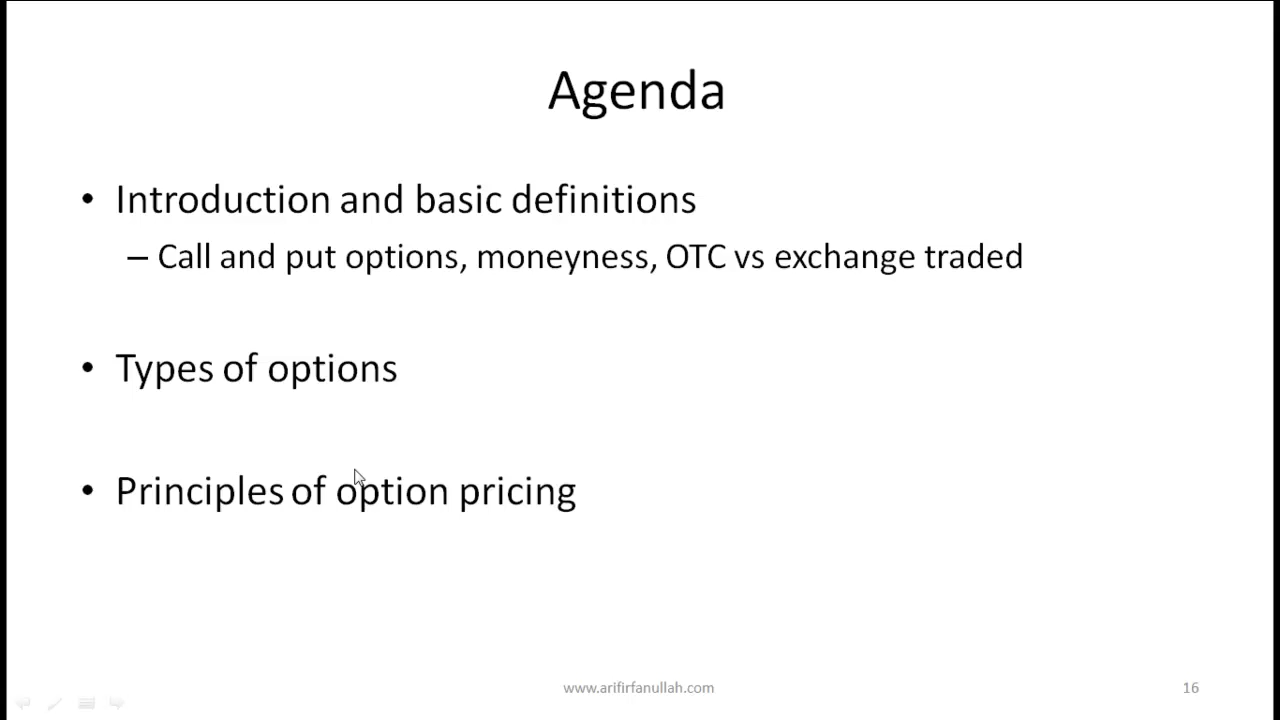 Agenda
• Introduction and basic definitions
– Call and put options, moneyness, OTC vs exchange traded
• Types of options
• Principles of option pricing
www.arifirfanullah.com
16